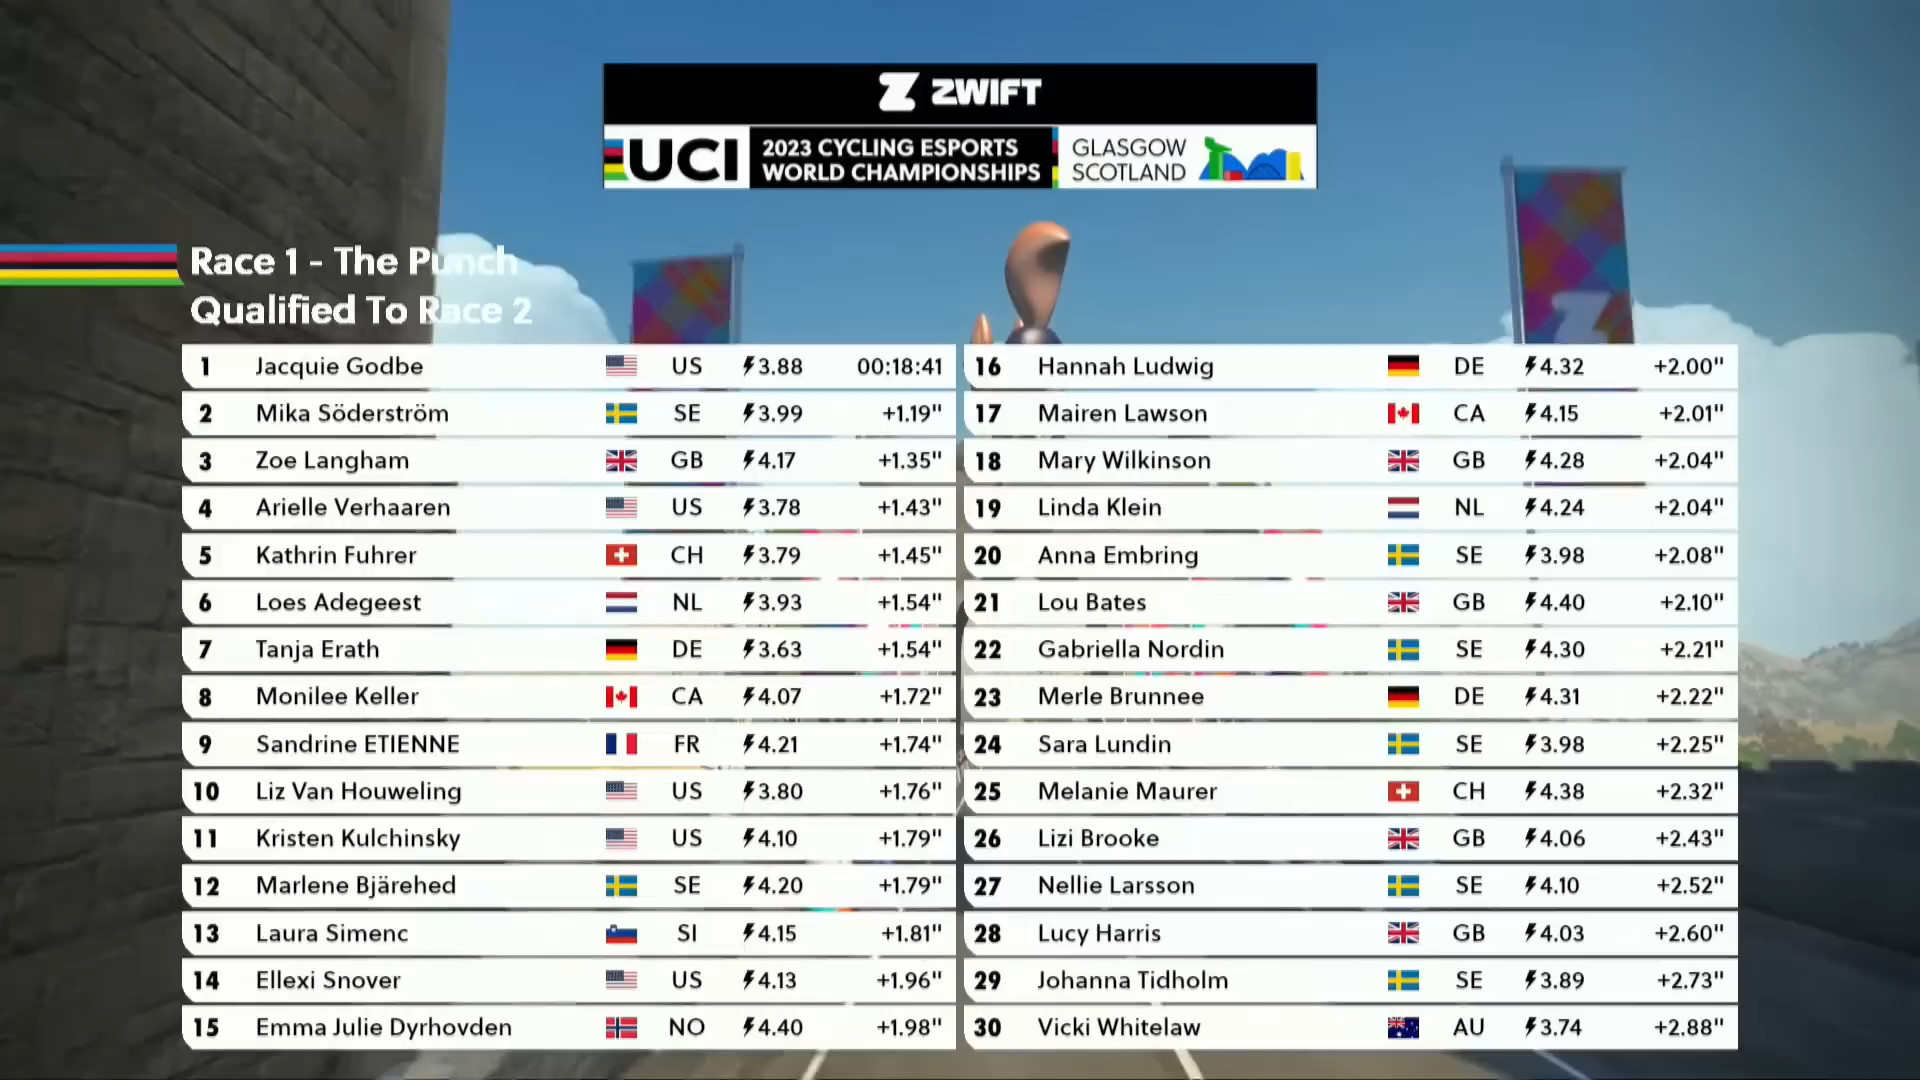 ZWIFT
UCI 2023 CYCLING ESPORTS WORLD CHAMPIONSHIPS GLASGOW SCOTLAND
Race 1 - The Punch
Qualified To Race 2
1 Jacquie Godbe US 3.88 00:18:41
2 Mika Söderström SE 3.99 +1.19"
3 Zoe Langham GB 4.17 +1.35"
4 Arielle Verhaaren US 3.78 +1.43"
5 Kathrin Fuhrer CH 3.79 +1.45"
6 Loes Adegeest NL 3.93 +1.54"
7 Tanja Erath DE 3.63 +1.54"
8 Monilee Keller CA 4.07 +1.72"
9 Sandrine ETIENNE FR 4.21 +1.74"
10 Liz Van Houweling US 3.80 +1.76"
11 Kristen Kulchinsky US 4.10 +1.79"
12 Marlene Bjärehed SE 4.20 +1.79"
13 Laura Simenc SI 4.15 +1.81"
14 Ellexi Snover US 4.13 +1.96"
15 Emma Julie Dyrhovden NO 4.40 +1.98"
16 Hannah Ludwig DE 4.32 +2.00"
17 Mairen Lawson CA 4.15 +2.01"
18 Mary Wilkinson GB 4.28 +2.04"
19 Linda Klein NL 4.24 +2.04"
20 Anna Embring SE 3.98 +2.08"
21 Lou Bates GB 4.40 +2.10"
22 Gabriella Nordin SE 4.30 +2.21"
23 Merle Brunnee DE 4.31 +2.22"
24 Sara Lundin SE 3.98 +2.25"
25 Melanie Maurer CH 4.38 +2.32"
26 Lizi Brooke GB 4.06 +2.43"
27 Nellie Larsson SE 4.10 +2.52"
28 Lucy Harris GB 4.03 +2.60"
29 Johanna Tidholm SE 3.89 +2.73"
30 Vicki Whitelaw AU 3.74 +2.88"